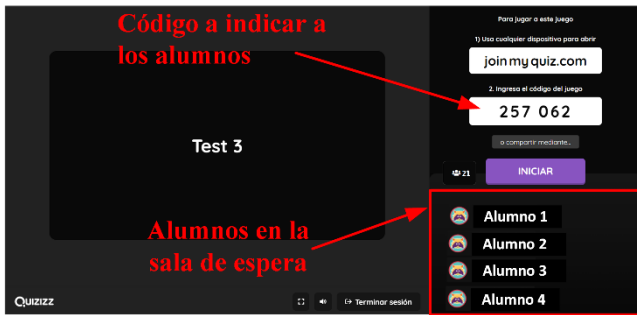 Código a indicar a
los alumnos
Para jugar a este juego
1) Usa cualquier dispositivo para abrir
joinmyquiz.com
2. Ingresa el código del juego
257 062
o compartir mediante...
21
INICIAR
Test 3
Alumnos en la
sala de espera
Alumno 1
Alumno 2
Alumno 3
Alumno 4
Quizizz
Terminar sesión